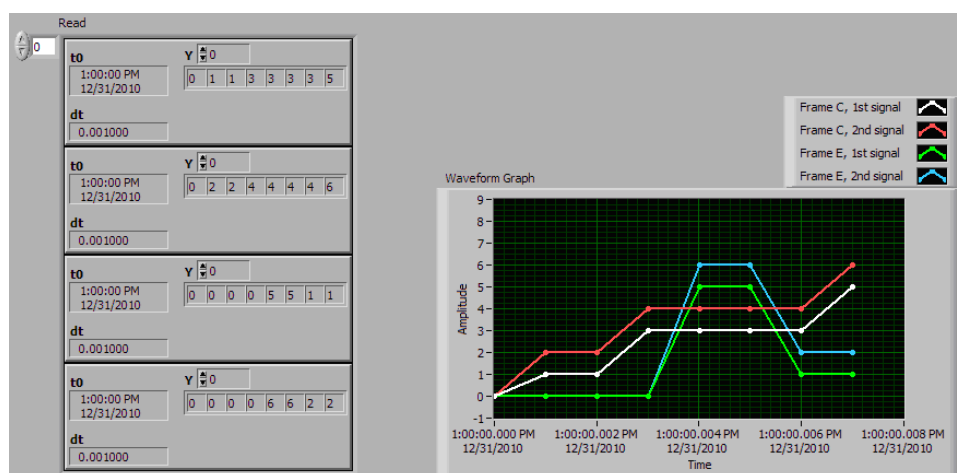 Read
0
t0
Y 0
1:00:00 PM
12/31/2010
0 1 1 3 3 3 3 5
dt
0.001000
t0
Y 0
1:00:00 PM
12/31/2010
0 2 2 4 4 4 4 6
dt
0.001000
t0
Y 0
1:00:00 PM
12/31/2010
0 0 0 0 5 5 1 1
dt
0.001000
t0
Y 0
1:00:00 PM
12/31/2010
0 0 0 0 6 6 2 2
dt
0.001000
Frame C, 1st signal
Frame C, 2nd signal
Frame E, 1st signal
Frame E, 2nd signal
Waveform Graph
Amplitude
9
8
7
6
5
4
3
2
1
0
-1
1:00:00.000 PM 1:00:00.002 PM 1:00:00.004 PM 1:00:00.006 PM 1:00:00.008 PM
12/31/2010 12/31/2010 12/31/2010 12/31/2010 12/31/2010
Time